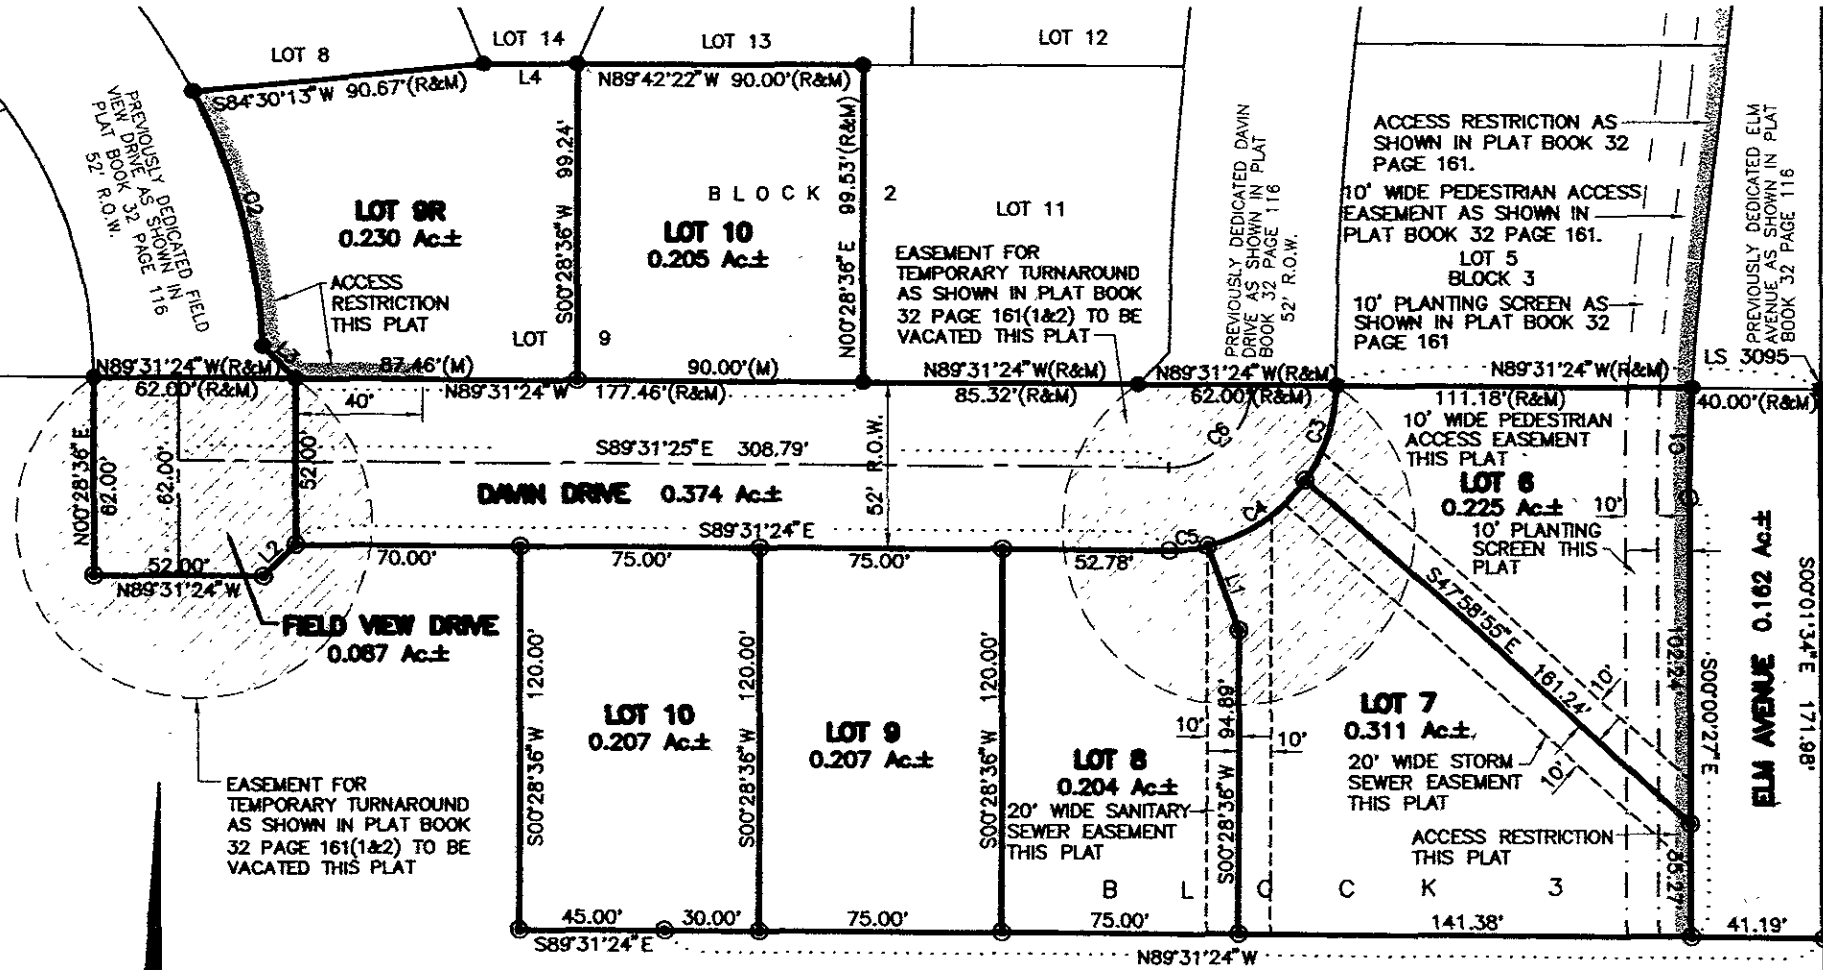 LOT 8
LOT 14
LOT 13
LOT 12
S84°30'13"W 90.67'(R&M)
L4
N89°42'22"W 90.00'(R&M)
PREVIOUSLY DEDICATED FIELD
VIEW DRIVE AS SHOWN IN
PLAT BOOK 32 PAGE 116
52' R.O.W.
C2
LOT 9R
0.230 Ac.±
S00°28'36"W 99.24'
BLOCK 2
LOT 10
0.205 Ac.±
N00°28'36"E 99.53'(R&M)
LOT 11
EASEMENT FOR
TEMPORARY TURNAROUND
AS SHOWN IN PLAT BOOK
32 PAGE 161(1&2) TO BE
VACATED THIS PLAT
PREVIOUSLY DEDICATED DAVIN
DRIVE AS SHOWN IN PLAT
BOOK 32 PAGE 116
52' R.O.W.
ACCESS RESTRICTION AS
SHOWN IN PLAT BOOK 32
PAGE 161.
10' WIDE PEDESTRIAN ACCESS
EASEMENT AS SHOWN IN
PLAT BOOK 32 PAGE 161.
LOT 5
BLOCK 3
10' PLANTING SCREEN AS
SHOWN IN PLAT BOOK 32
PAGE 161
PREVIOUSLY DEDICATED ELM
AVENUE AS SHOWN IN PLAT
BOOK 32 PAGE 116
LS 3095
ACCESS
RESTRICTION
THIS PLAT
LOT 9
L3
N89°31'24"W(R&M)
62.00'(R&M)
87.46'(M)
N89°31'24"W 177.46'(R&M)
90.00'(M)
N89°31'24"W(R&M)
85.32'(R&M)
N89°31'24"W(R&M)
62.00'(R&M)
N89°31'24"W(R&M)
111.18'(R&M)
40.00'(R&M)
40'
N00°28'36"E
62.00'
62.00'
52.00'
S89°31'25"E 308.79'
52' R.O.W.
C6
C3
10' WIDE PEDESTRIAN
ACCESS EASEMENT
THIS PLAT
C1
DAVIN DRIVE 0.374 Ac.±
LOT 6
0.225 Ac.±
10'
C4
S89°31'24"E
C5
10' PLANTING
SCREEN THIS
PLAT
L2
52.00'
N89°31'24"W
70.00'
75.00'
75.00'
52.78'
L1
FIELD VIEW DRIVE
0.087 Ac.±
S47°58'55"E 161.24'
102.24'
S00°00'27"E
ELM AVENUE 0.162 Ac.±
S00°01'34"E 171.98'
S00°28'36"W 120.00'
LOT 10
0.207 Ac.±
S00°28'36"W 120.00'
LOT 9
0.207 Ac.±
S00°28'36"W 120.00'
LOT 8
0.204 Ac.±
10'
S00°28'36"W 94.89'
10'
LOT 7
0.311 Ac.±
10'
10'
20' WIDE STORM
SEWER EASEMENT
THIS PLAT
20' WIDE SANITARY
SEWER EASEMENT
THIS PLAT
EASEMENT FOR
TEMPORARY TURNAROUND
AS SHOWN IN PLAT BOOK
32 PAGE 161(1&2) TO BE
VACATED THIS PLAT
ACCESS RESTRICTION
THIS PLAT
BLOCK 3
45.00'
30.00'
S89°31'24"E
75.00'
75.00'
141.38'
41.19'
N89°31'24"W